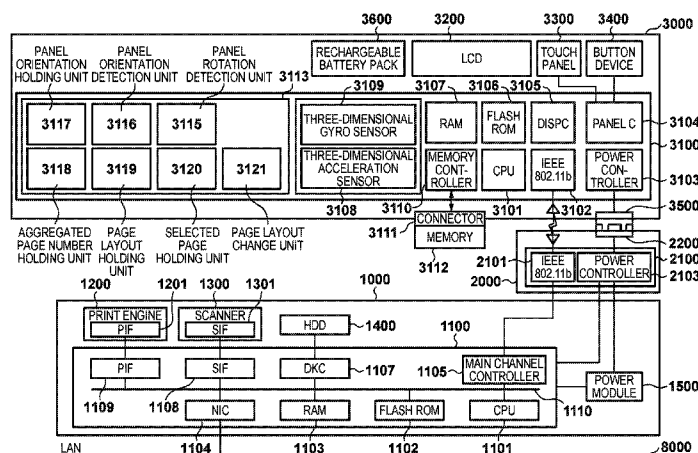 3600 3200 3300 3400 3000
PANEL ORIENTATION HOLDING UNIT
PANEL ORIENTATION DETECTION UNIT
PANEL ROTATION DETECTION UNIT
3113
RECHARGEABLE BATTERY PACK
LCD
TOUCH PANEL
BUTTON DEVICE
3109 3107 3106 3105
3117 3116 3115
THREE-DIMENSIONAL GYRO SENSOR
RAM
FLASH ROM
DISPC
PANEL C
3104
3100
3118 3119 3120 3121
THREE-DIMENSIONAL ACCELERATION SENSOR
MEMORY CONTROLLER
CPU
IEEE 802.11b
POWER CONTROLLER
3103
3108 3110 3101 3102
AGGREGATED PAGE NUMBER HOLDING UNIT
PAGE LAYOUT HOLDING UNIT
SELECTED PAGE HOLDING UNIT
PAGE LAYOUT CHANGE UNIT
3111
CONNECTOR
MEMORY
3112
3500
2200
2101
IEEE 802.11b
POWER CONTROLLER
2100
2103
2000
1000
1200 1201 1300 1301
PRINT ENGINE
PIF
SCANNER
SIF
HDD
1400
1100
PIF
SIF
DKC
1107
1105
MAIN CHANNEL CONTROLLER
POWER MODULE
1500
1109 1108 1110
NIC
RAM
FLASH ROM
CPU
LAN
1104 1103 1102 1101
8000